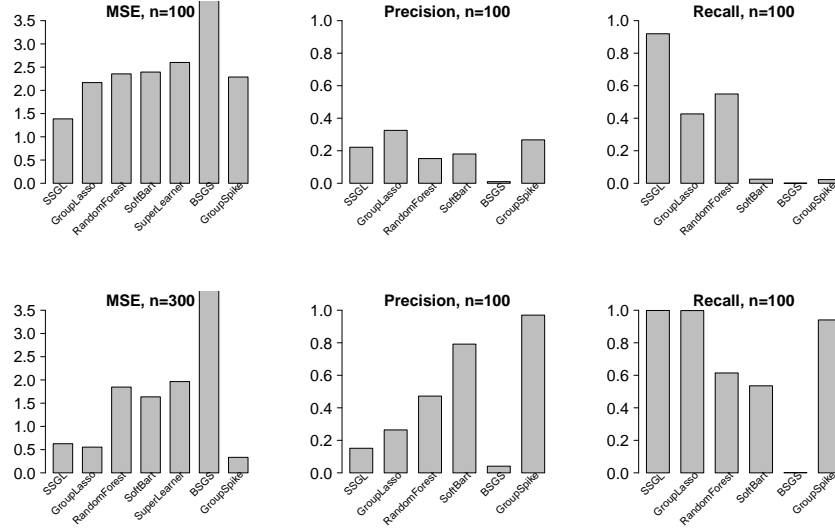 MSE, n=100
3.5
3.0
2.5
2.0
1.5
1.0
0.5
0.0
SSGL
GroupLasso
RandomForest
SoftBart
SuperLearner
BSGS
GroupSpike
Precision, n=100
1.0
0.8
0.6
0.4
0.2
0.0
SSGL
GroupLasso
RandomForest
SoftBart
BSGS
GroupSpike
Recall, n=100
1.0
0.8
0.6
0.4
0.2
0.0
SSGL
GroupLasso
RandomForest
SoftBart
BSGS
GroupSpike
MSE, n=300
3.5
3.0
2.5
2.0
1.5
1.0
0.5
0.0
SSGL
GroupLasso
RandomForest
SoftBart
SuperLearner
BSGS
GroupSpike
Precision, n=100
1.0
0.8
0.6
0.4
0.2
0.0
SSGL
GroupLasso
RandomForest
SoftBart
BSGS
GroupSpike
Recall, n=100
1.0
0.8
0.6
0.4
0.2
0.0
SSGL
GroupLasso
RandomForest
SoftBart
BSGS
GroupSpike